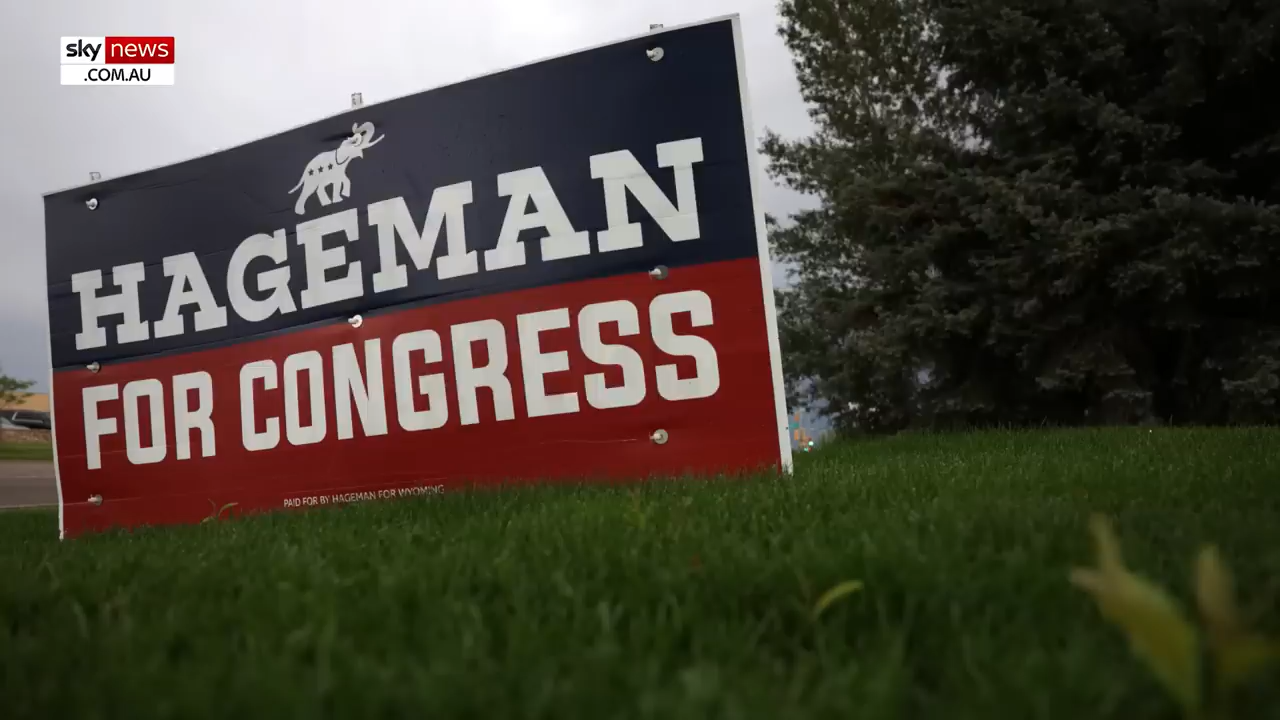 sky news
.COM.AU
HAGEMAN
FOR CONGRESS
PAID FOR BY HAGEMAN FOR WYOMING